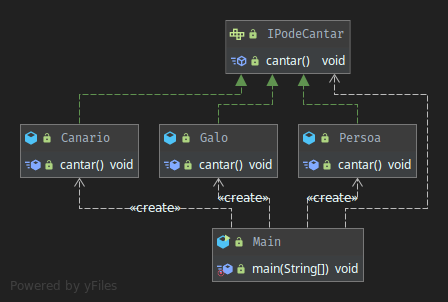 IPodeCantar
cantar() void
Canario
cantar() void
Galo
cantar() void
Persoa
cantar() void
«create»
«create»
«create»
Main
main(String[]) void
Powered by yFiles